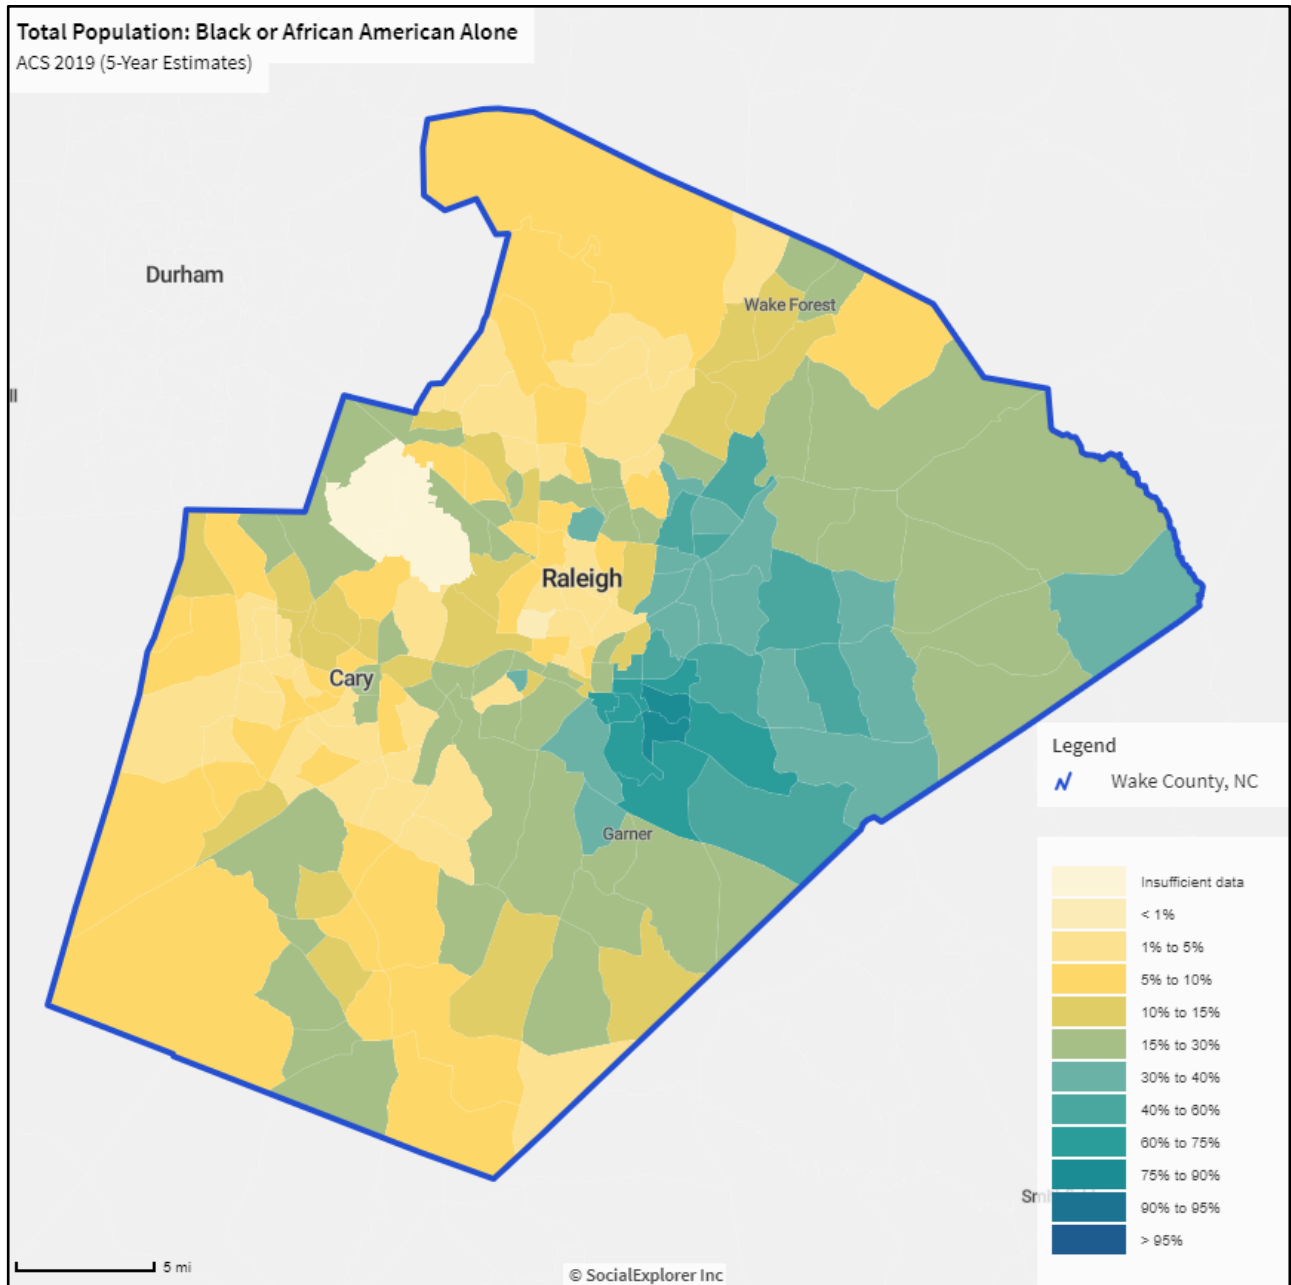 Total Population: Black or African American Alone
ACS 2019 (5-Year Estimates)
Durham
Wake Forest
ll
Raleigh
Cary
Garner
Legend
Wake County, NC
Insufficient data
< 1%
1% to 5%
5% to 10%
10% to 15%
15% to 30%
30% to 40%
40% to 60%
60% to 75%
75% to 90%
90% to 95%
> 95%
5 mi
© SocialExplorer Inc